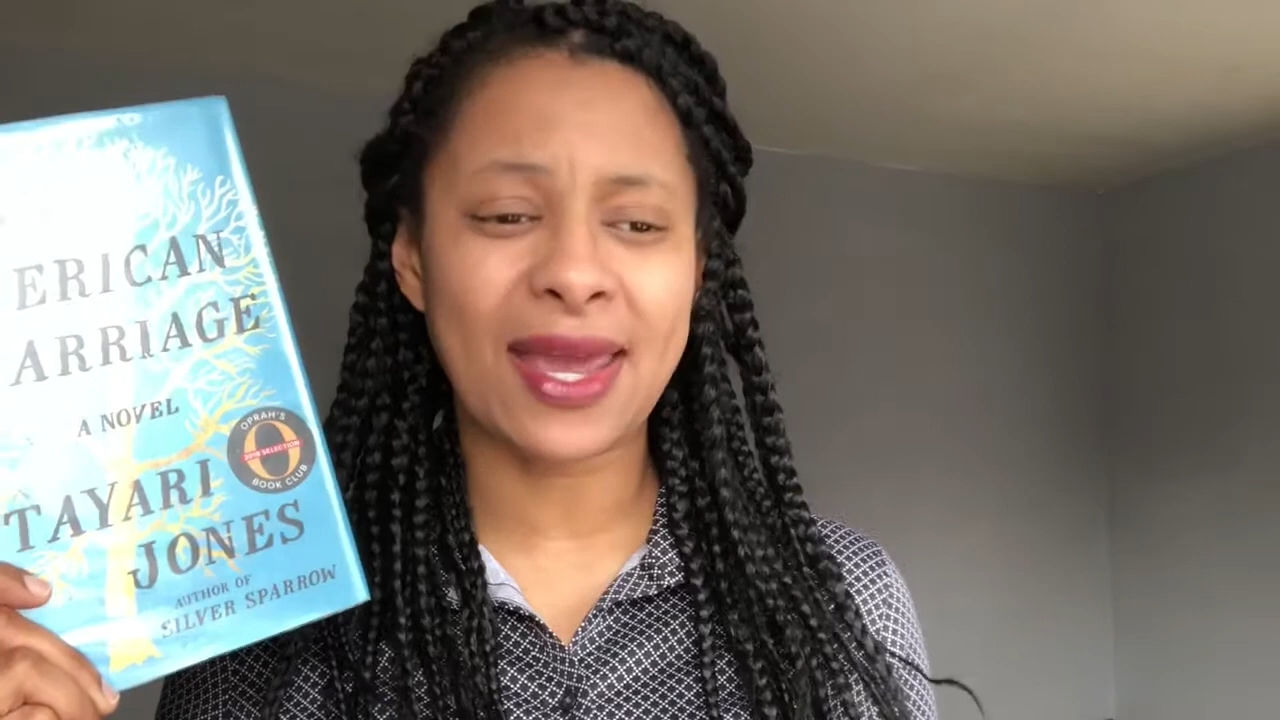 ERICAN
ARRIAGE
A NOVEL
OPRAH'S
2018 SELECTION
BOOK CLUB
TAYARI
JONES
AUTHOR OF
SILVER SPARROW